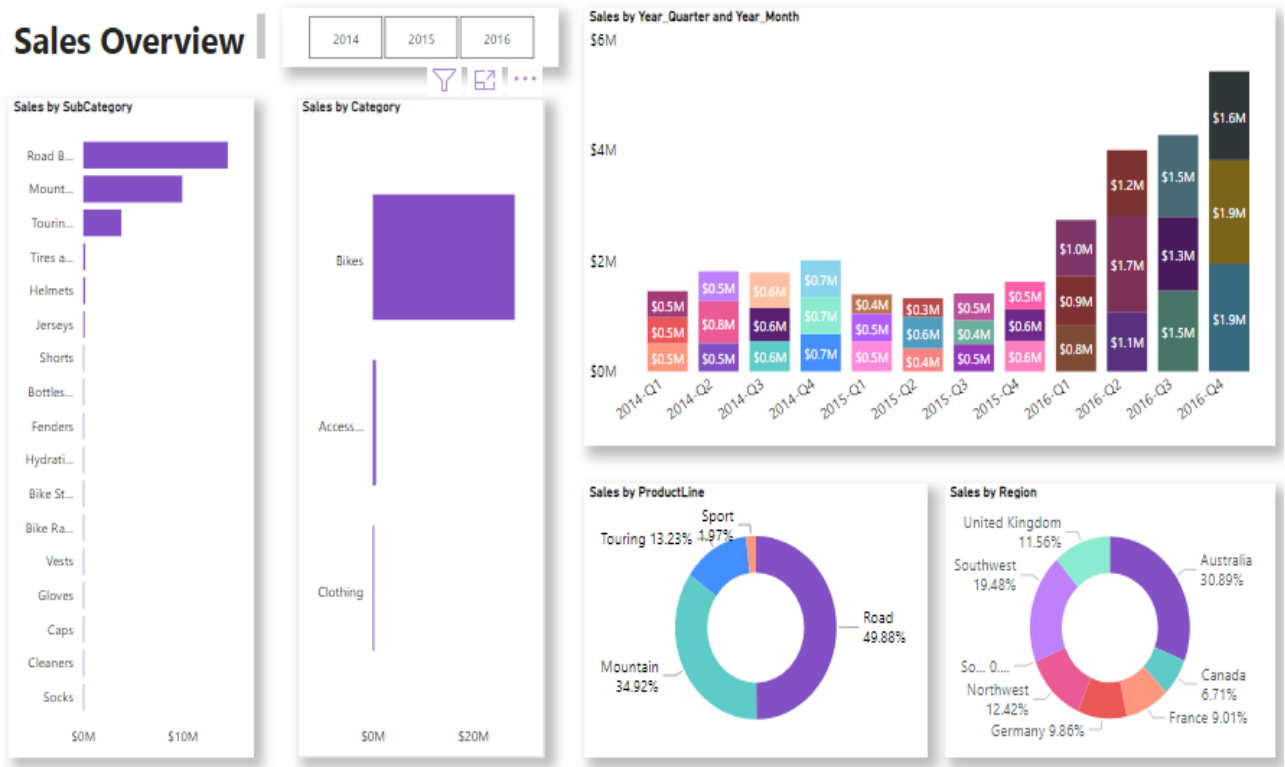 Sales Overview
2014
2015
2016
Sales by SubCategory
Road B...
Mount...
Tourin...
Tires a...
Helmets
Jerseys
Shorts
Bottles...
Fenders
Hydrati...
Bike St...
Bike Ra...
Vests
Gloves
Caps
Cleaners
Socks
$0M
$10M
Sales by Category
Bikes
Access...
Clothing
$0M
$20M
Sales by Year_Quarter and Year_Month
$6M
$4M
$2M
$0M
$0.5M
$0.5M
$0.5M
$0.5M
$0.8M
$0.5M
$0.6M
$0.6M
$0.6M
$0.7M
$0.7M
$0.7M
$0.4M
$0.5M
$0.5M
$0.3M
$0.6M
$0.4M
$0.5M
$0.4M
$0.5M
$0.5M
$0.6M
$0.6M
$1.0M
$0.9M
$0.8M
$1.2M
$1.7M
$1.1M
$1.5M
$1.3M
$1.5M
$1.6M
$1.9M
$1.9M
2014-Q1
2014-Q2
2014-Q3
2014-Q4
2015-Q1
2015-Q2
2015-Q3
2015-Q4
2016-Q1
2016-Q2
2016-Q3
2016-Q4
Sales by ProductLine
Sport
1.97%
Touring 13.23%
Road
49.88%
Mountain
34.92%
Sales by Region
United Kingdom
11.56%
Southwest
19.48%
Australia
30.89%
So... 0....
Northwest
12.42%
Canada
6.71%
France 9.01%
Germany 9.86%